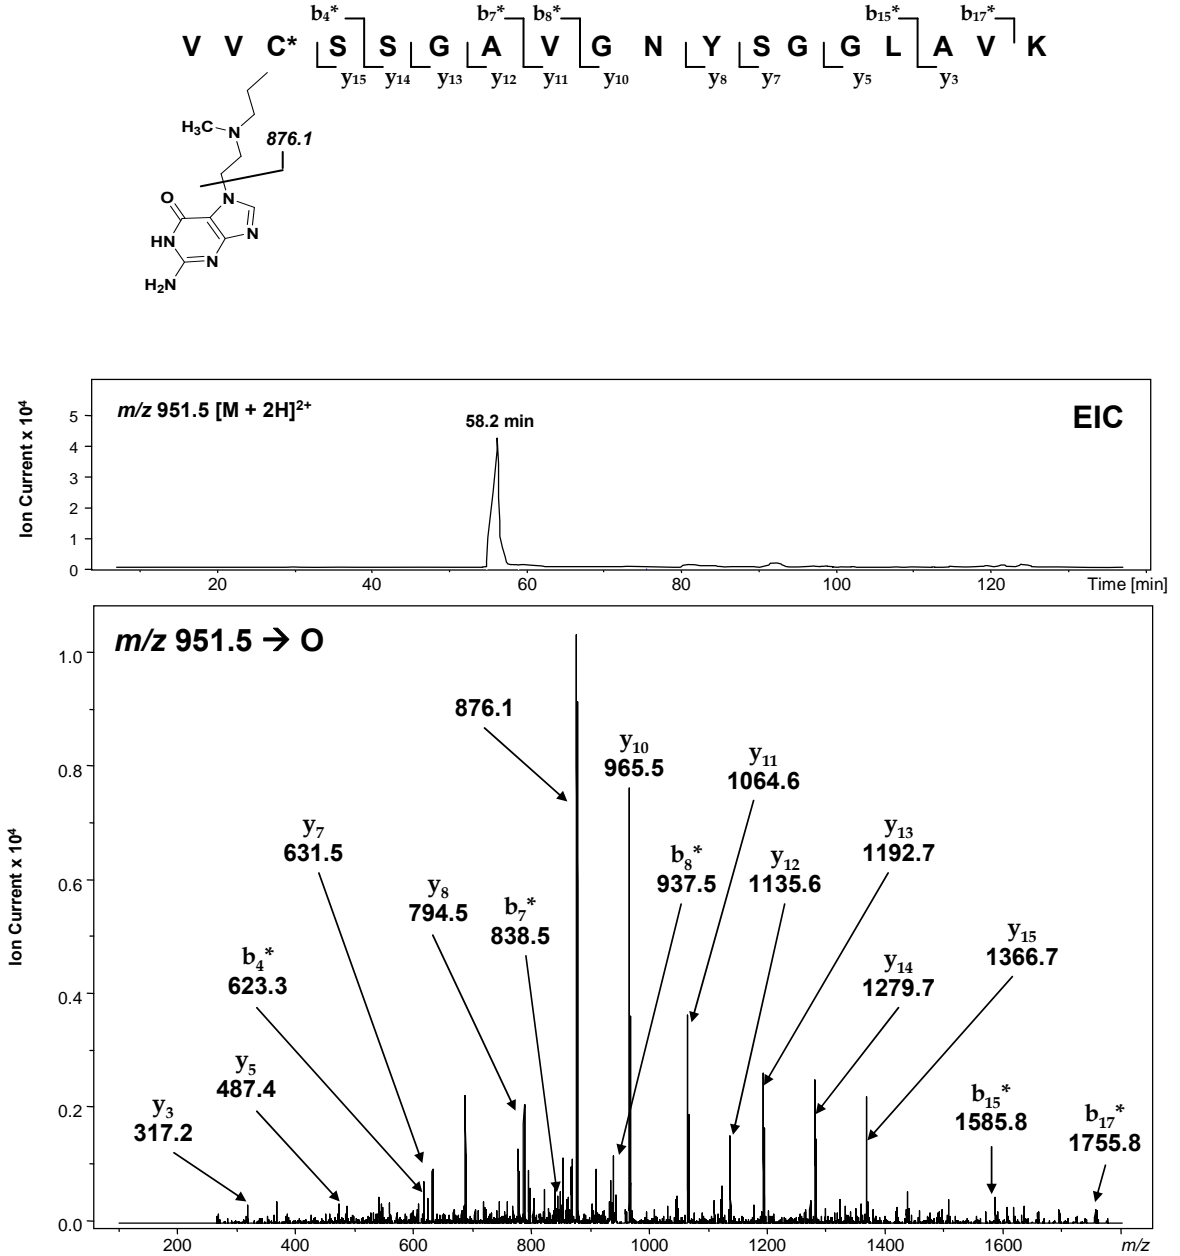 b4* b7* b8* b15* b17*
V V C* S S G A V G N Y S G G L A V K
y15 y14 y13 y12 y11 y10 y8 y7 y5 y3
H3C N
876.1
O N
HN N
N
H2N
m/z 951.5 [M + 2H]2+ EIC
58.2 min
Ion Current x 10⁴
5
4
3
2
1
0
20 40 60 80 100 120 Time [min]
m/z 951.5 → O
Ion Current x 10⁴
1.0
0.8
0.6
0.4
0.2
0.0
876.1
y10
965.5
y11
1064.6
y7
631.5
y13
1192.7
b8*
937.5
y12
1135.6
y8
794.5
b7*
838.5
y15
1366.7
b4*
623.3
y14
1279.7
y5
487.4
b15*
1585.8
y3
317.2
b17*
1755.8
200 400 600 800 1000 1200 1400 1600 m/z